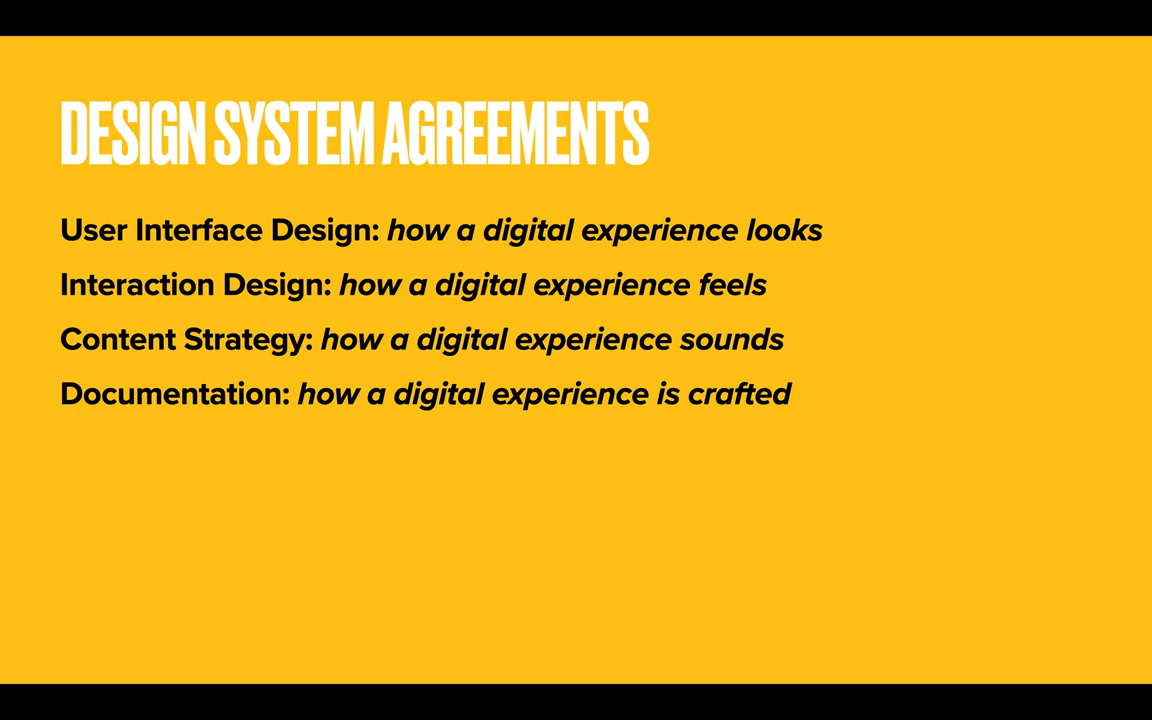 DESIGN SYSTEM AGREEMENTS
User Interface Design: how a digital experience looks
Interaction Design: how a digital experience feels
Content Strategy: how a digital experience sounds
Documentation: how a digital experience is crafted